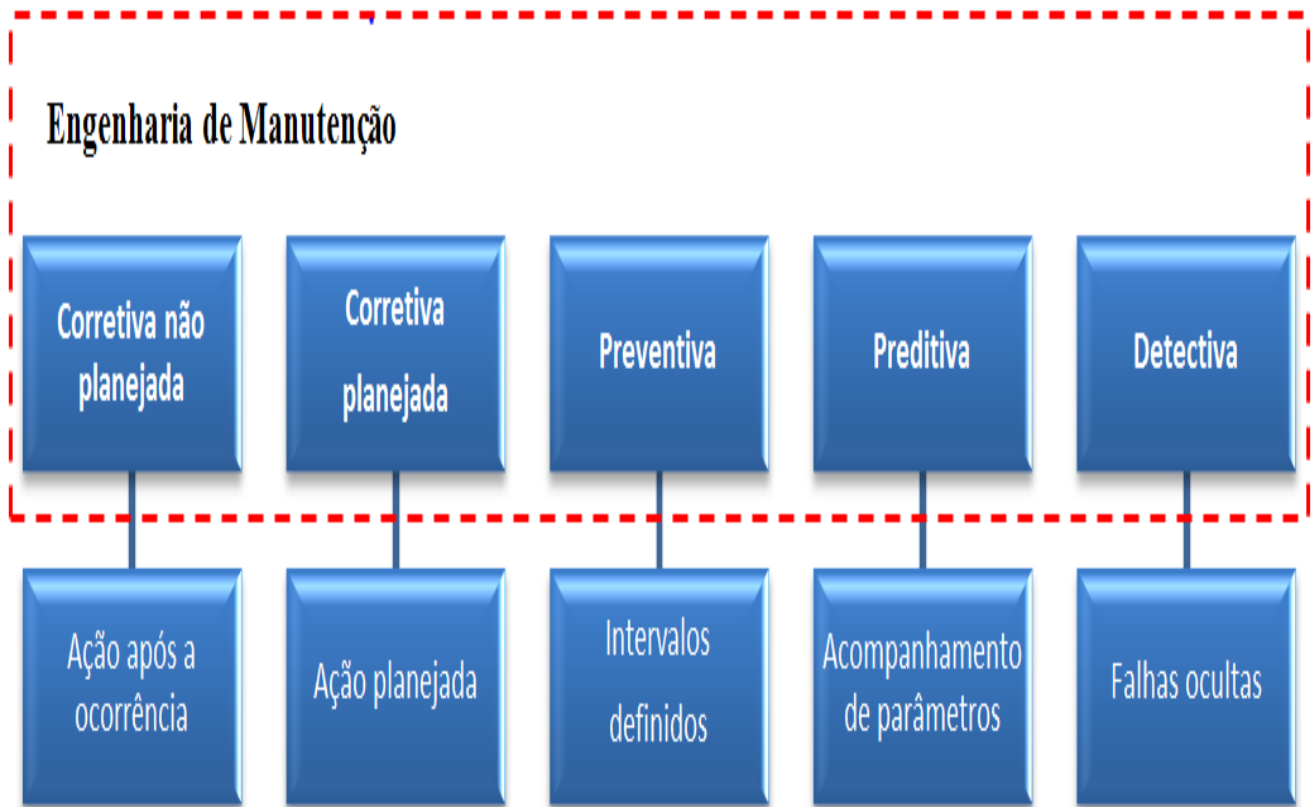 Engenharia de Manutenção
Corretiva não
planejada
Corretiva
planejada
Preventiva
Preditiva
Detectiva
Ação após a
ocorrência
Ação planejada
Intervalos
definidos
Acompanhamento
de parâmetros
Falhas ocultas